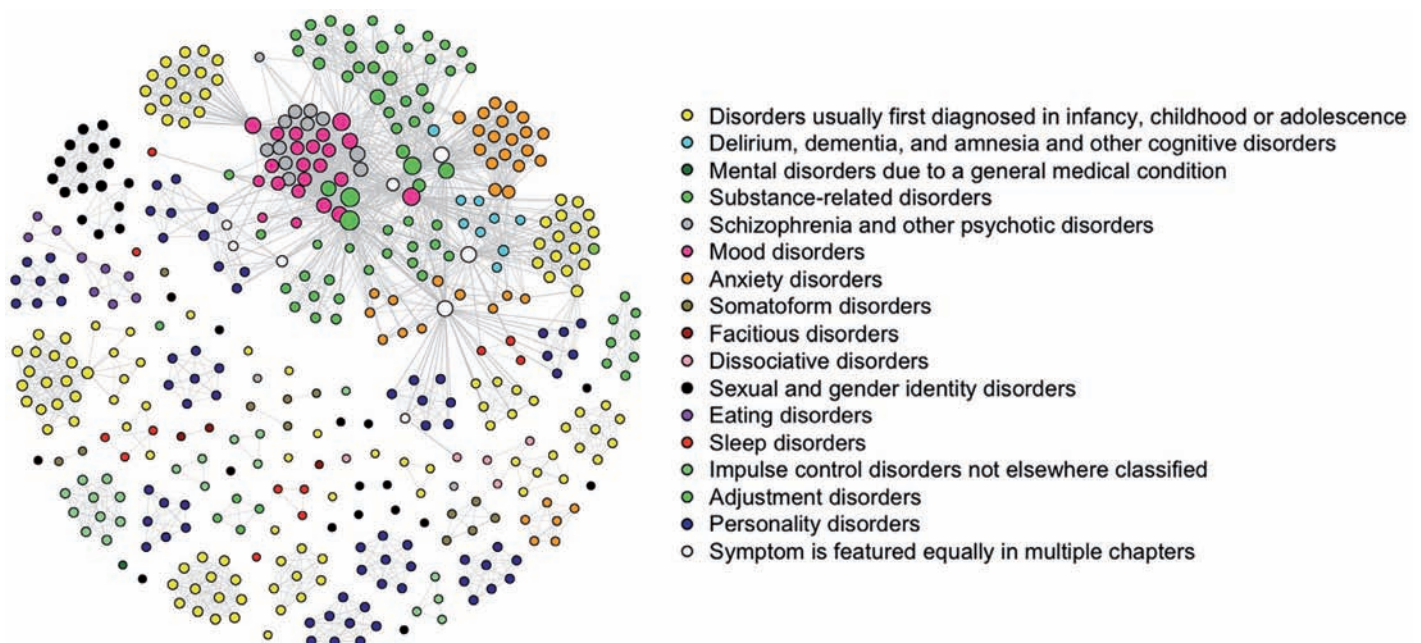 Disorders usually first diagnosed in infancy, childhood or adolescence
Delirium, dementia, and amnesia and other cognitive disorders
Mental disorders due to a general medical condition
Substance-related disorders
Schizophrenia and other psychotic disorders
Mood disorders
Anxiety disorders
Somatoform disorders
Facitious disorders
Dissociative disorders
Sexual and gender identity disorders
Eating disorders
Sleep disorders
Impulse control disorders not elsewhere classified
Adjustment disorders
Personality disorders
Symptom is featured equally in multiple chapters